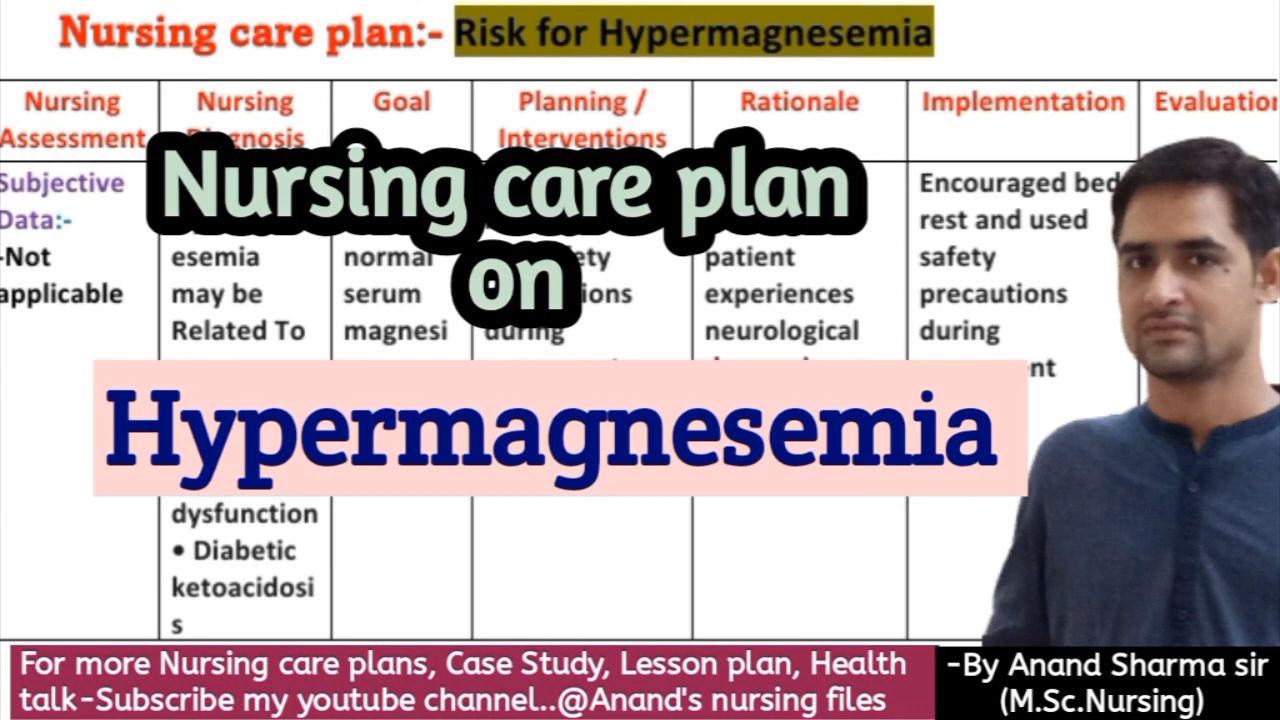 Nursing care plan:- Risk for Hypermagnesemia
Nursing
Assessment
Nursing
Goal
Planning /
Interventions
Rationale
Implementation
Evaluation
Subjective
Data:-
-Not
applicable
esemia
may be
Related To
dysfunction
• Diabetic
ketoacidosi
s
normal
serum
magnesi
during
patient
experiences
neurological
Encouraged bed
rest and used
safety
precautions
during
Nursing care plan
on
Hypermagnesemia
For more Nursing care plans, Case Study, Lesson plan, Health
talk-Subscribe my youtube channel..@Anand's nursing files
-By Anand Sharma sir
(M.Sc.Nursing)